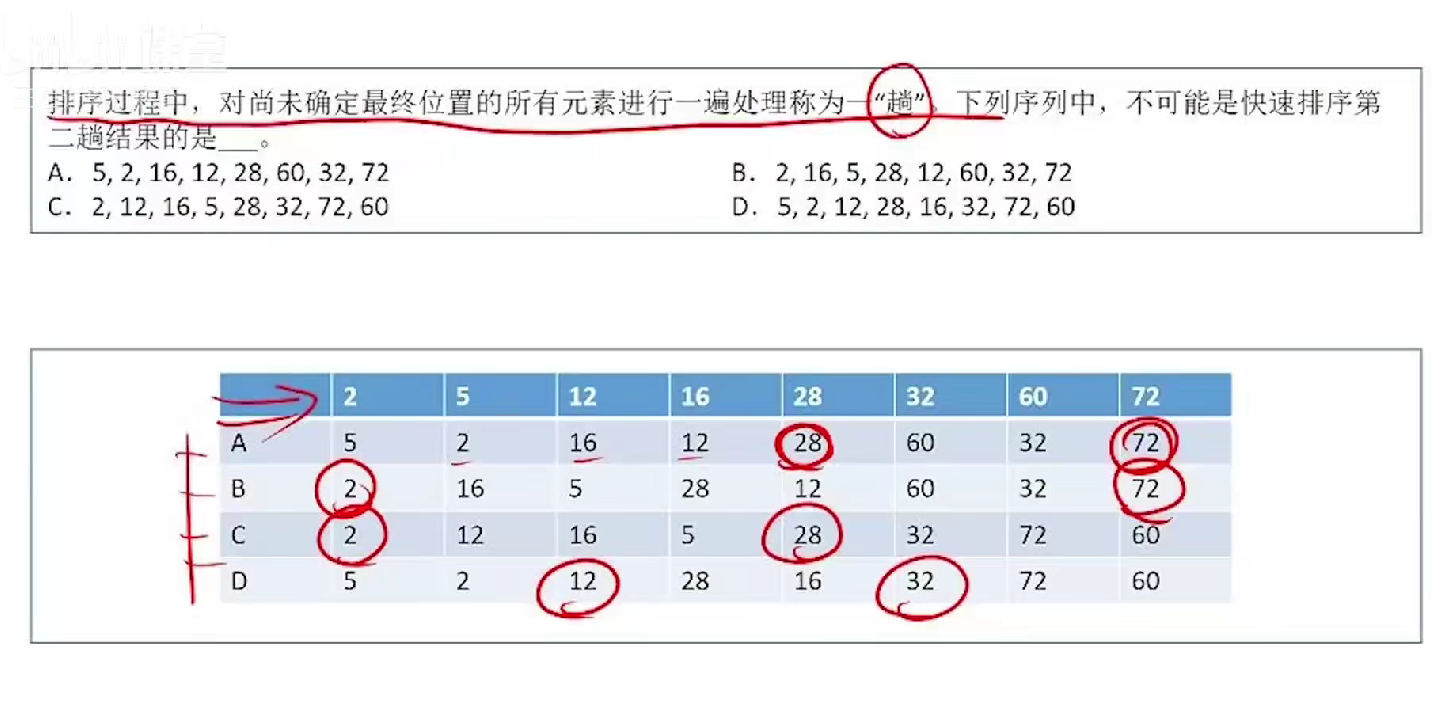 排序过程中，对尚未确定最终位置的所有元素进行一遍处理称为一“趟”。下列序列中，不可能是快速排序第
二趟结果的是___。
A. 5, 2, 16, 12, 28, 60, 32, 72 B. 2, 16, 5, 28, 12, 60, 32, 72
C. 2, 12, 16, 5, 28, 32, 72, 60 D. 5, 2, 12, 28, 16, 32, 72, 60
2 5 12 16 28 32 60 72
A 5 2 16 12 28 60 32 72
B 2 16 5 28 12 60 32 72
C 2 12 16 5 28 32 72 60
D 5 2 12 28 16 32 72 60